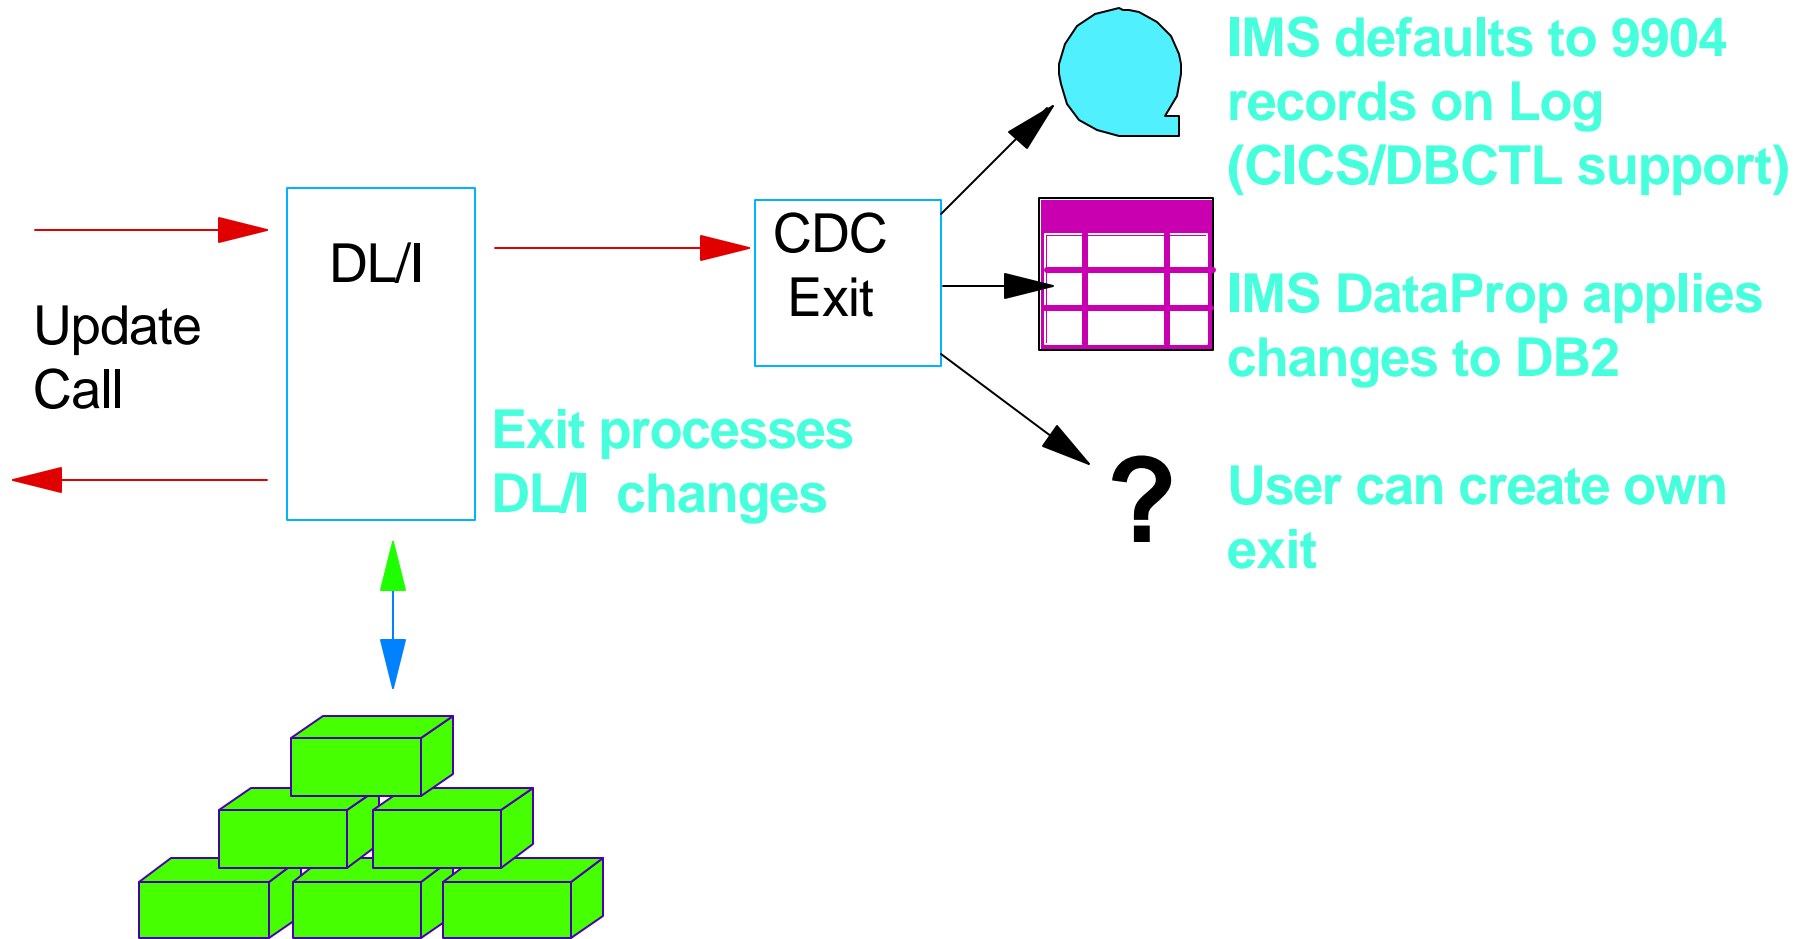 Update
Call
DL/I
Exit processes
DL/I changes
CDC
Exit
IMS defaults to 9904
records on Log
(CICS/DBCTL support)
IMS DataProp applies
changes to DB2
?
User can create own
exit